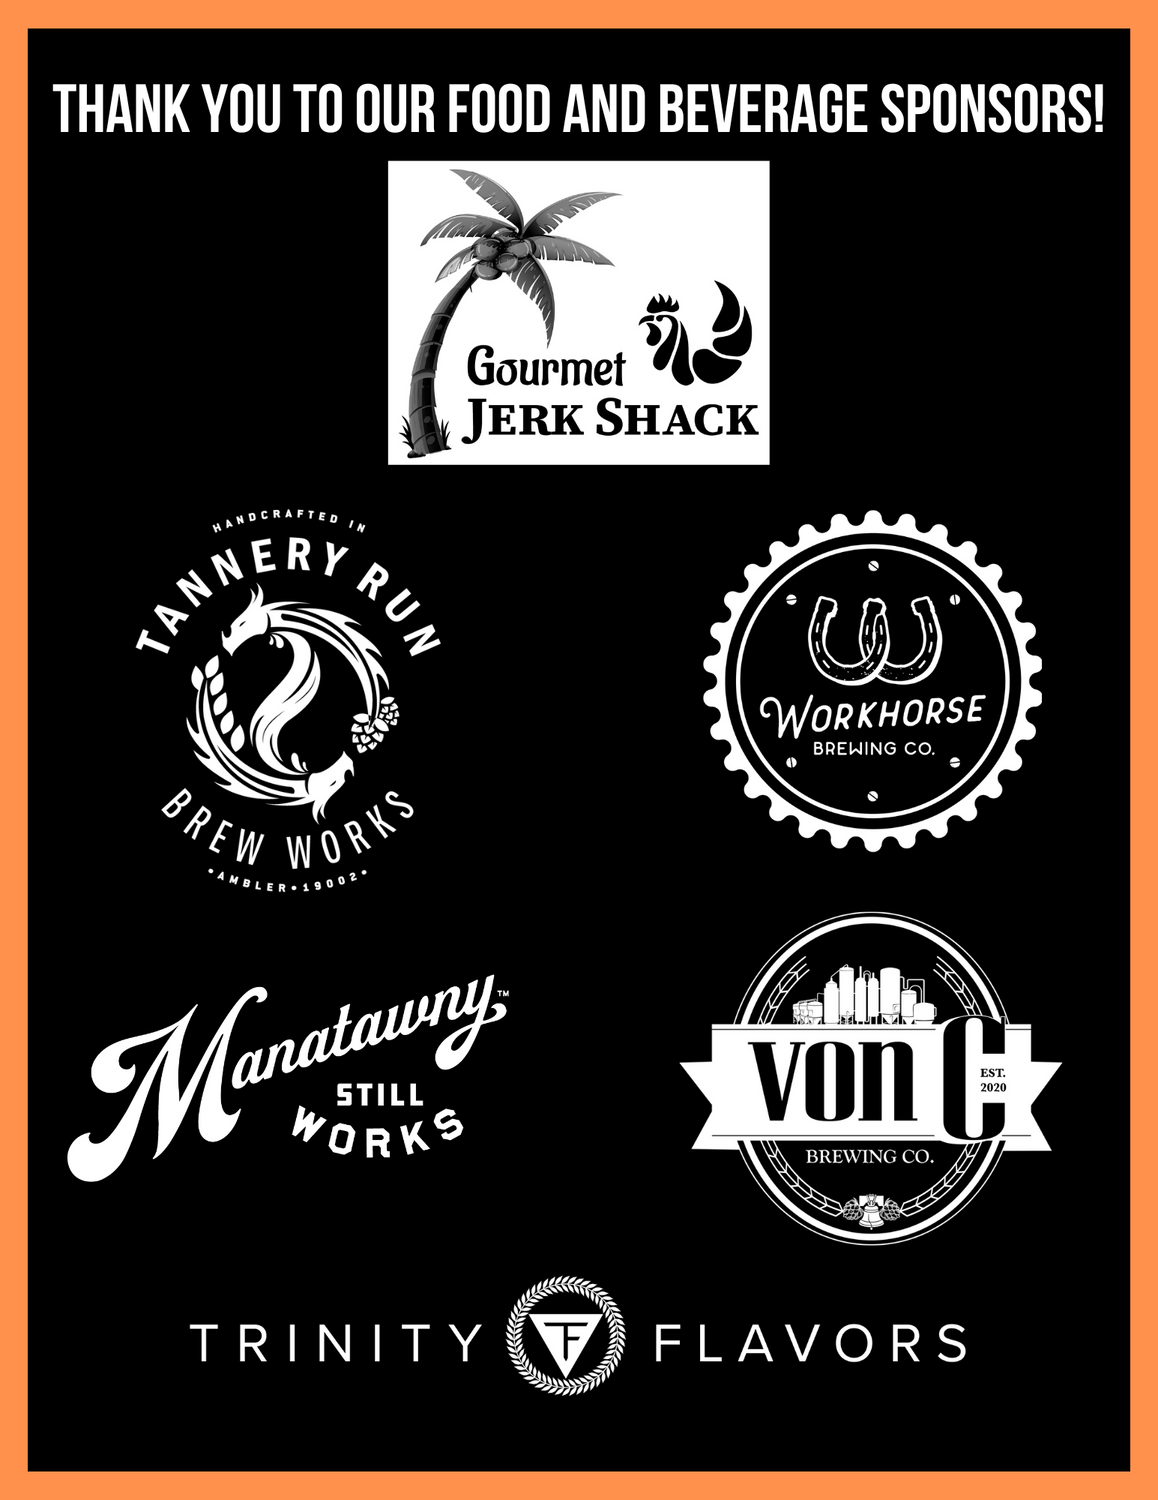 THANK YOU TO OUR FOOD AND BEVERAGE SPONSORS!
Gourmet
JERK SHACK
HANDCRAFTED IN
TANNERY RUN
BREW WORKS
•AMBLER•19002•
WORKHORSE
BREWING CO.
Manatawny™
STILL
WORKS
von C
EST.
2020
BREWING CO.
TRINITY TF FLAVORS